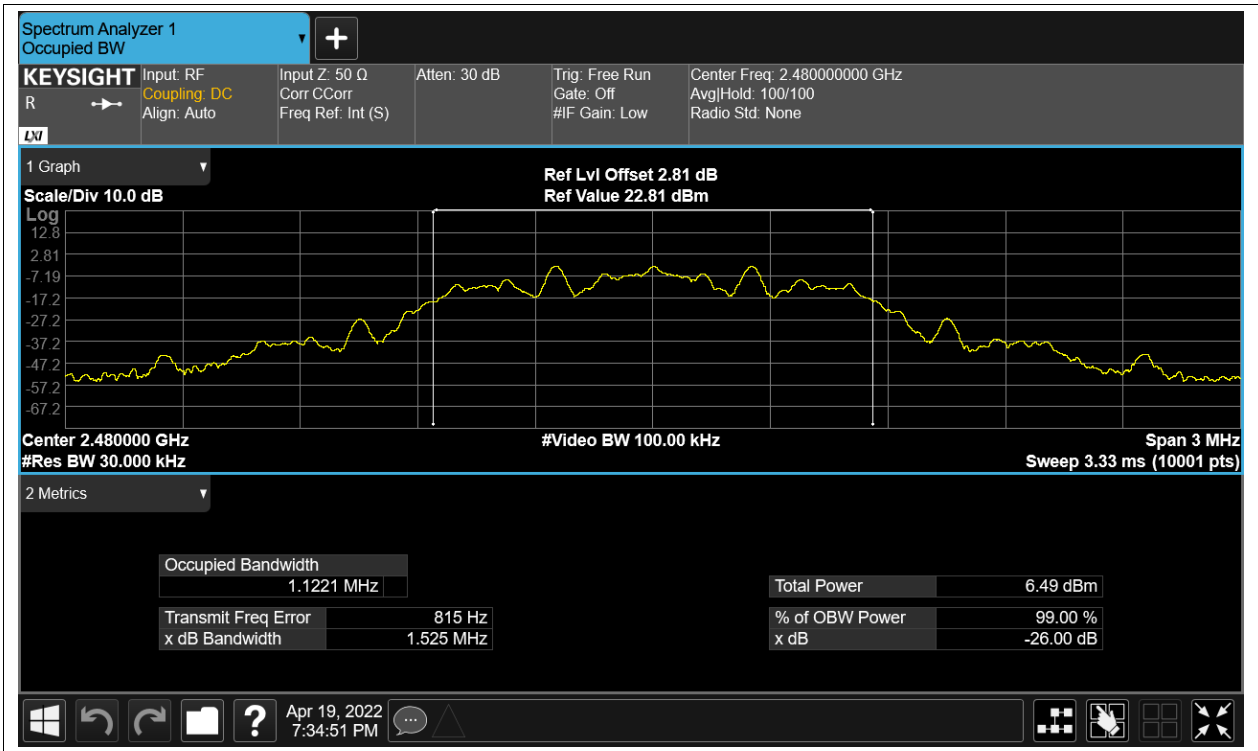 Spectrum Analyzer 1
Occupied BW
KEYSIGHT
R
LXI
Input: RF
Coupling: DC
Align: Auto
Input Z: 50 Ω
Corr CCorr
Freq Ref: Int (S)
Atten: 30 dB
Trig: Free Run
Gate: Off
#IF Gain: Low
Center Freq: 2.480000000 GHz
Avg|Hold: 100/100
Radio Std: None
1 Graph
Scale/Div 10.0 dB
Ref Lvl Offset 2.81 dB
Ref Value 22.81 dBm
Log
12.8
2.81
-7.19
-17.2
-27.2
-37.2
-47.2
-57.2
-67.2
Center 2.480000 GHz
#Video BW 100.00 kHz
Span 3 MHz
#Res BW 30.000 kHz
Sweep 3.33 ms (10001 pts)
2 Metrics
Occupied Bandwidth
1.1221 MHz
Total Power 6.49 dBm
Transmit Freq Error 815 Hz
% of OBW Power 99.00 %
x dB Bandwidth 1.525 MHz
x dB -26.00 dB
?
Apr 19, 2022
7:34:51 PM